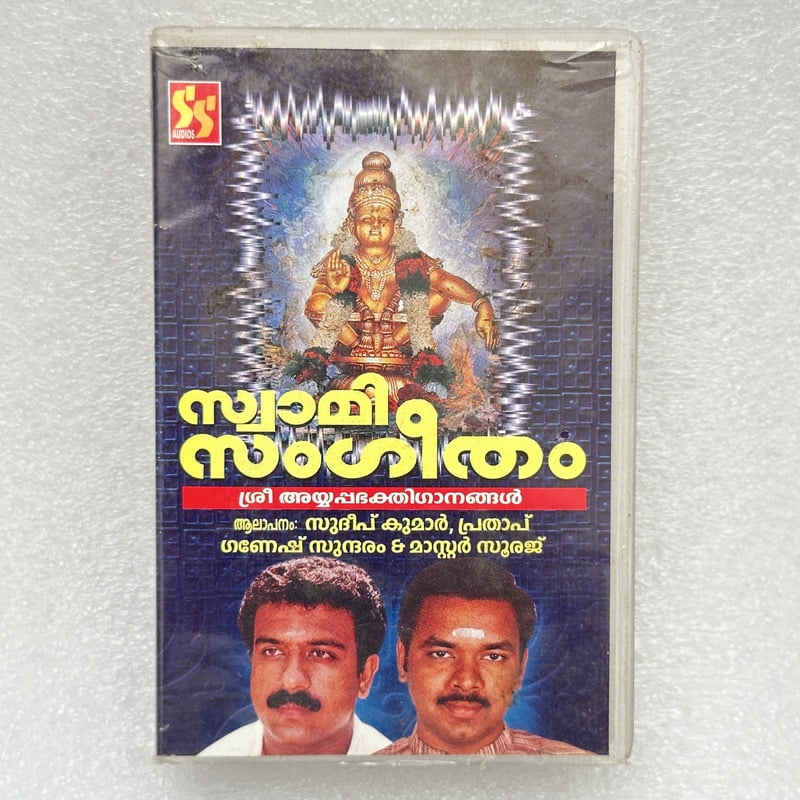 SS
AUDIOS
സ്വാമി
സംഗീതം
ശ്രീ അയ്യപ്പഭക്തിഗാനങ്ങൾ
ആലാപനം: സുദീപ് കുമാർ, പ്രതാപ്
ഗണേഷ് സുന്ദരം & മാസ്റ്റർ സൂരജ്